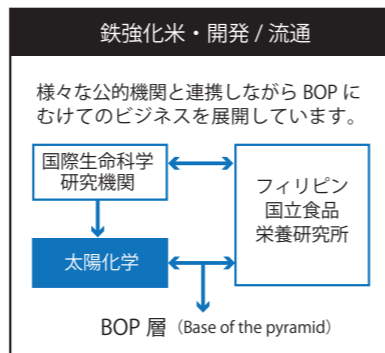 鉄強化米・開発 / 流通
様々な公的機関と連携しながら BOP に
むけてのビジネスを展開しています。
国際生命科学
研究機関
フィリピン
国立食品
栄養研究所
太陽化学
BOP 層（Base of the pyramid）